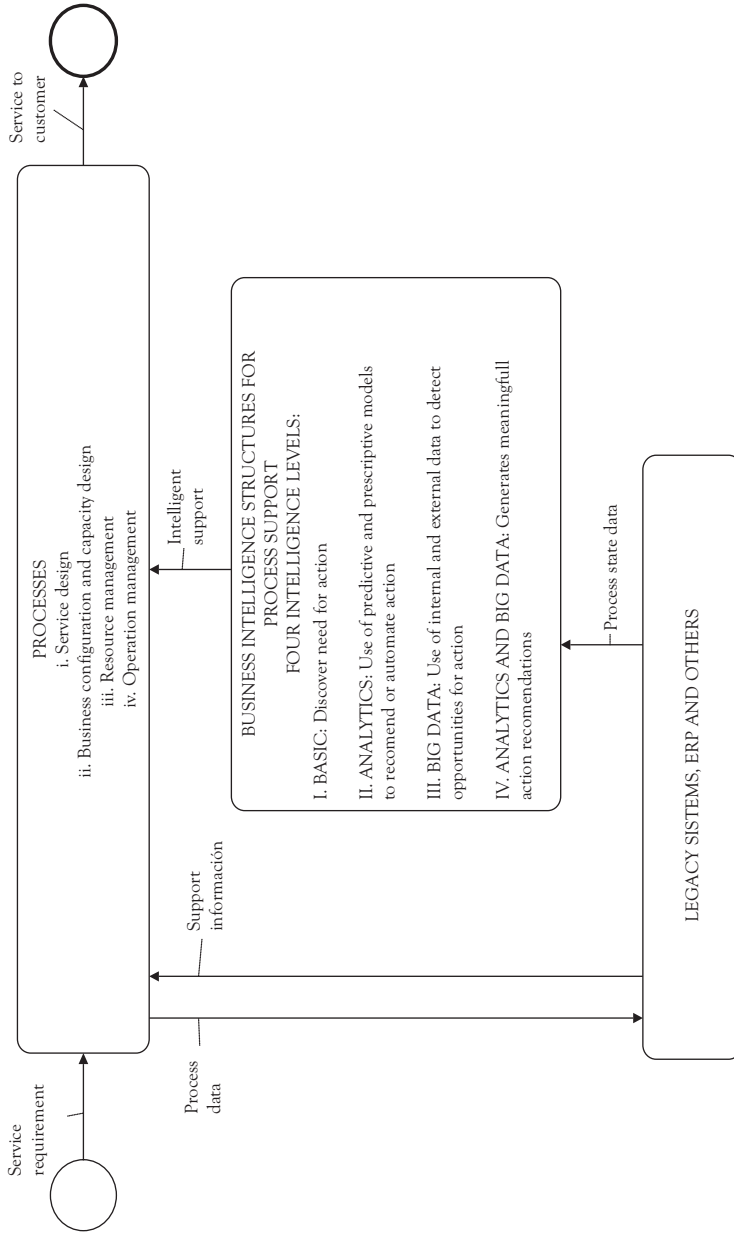 Service
requirement
PROCESSES
i. Service design
ii. Business configuration and capacity design
iii. Resource management
iv. Operation management
Service to
customer
Process
data
Support
información
Intelligent
support
BUSINESS INTELLIGENCE STRUCTURES FOR
PROCESS SUPPORT
FOUR INTELLIGENCE LEVELS:
I. BASIC: Discover need for action
II. ANALYTICS: Use of predictive and prescriptive models
to recomend or automate action
III. BIG DATA: Use of internal and external data to detect
opportunities for action
IV. ANALYTICS AND BIG DATA: Generates meaningfull
action recomendations
Process state data
LEGACY SISTEMS, ERP AND OTHERS